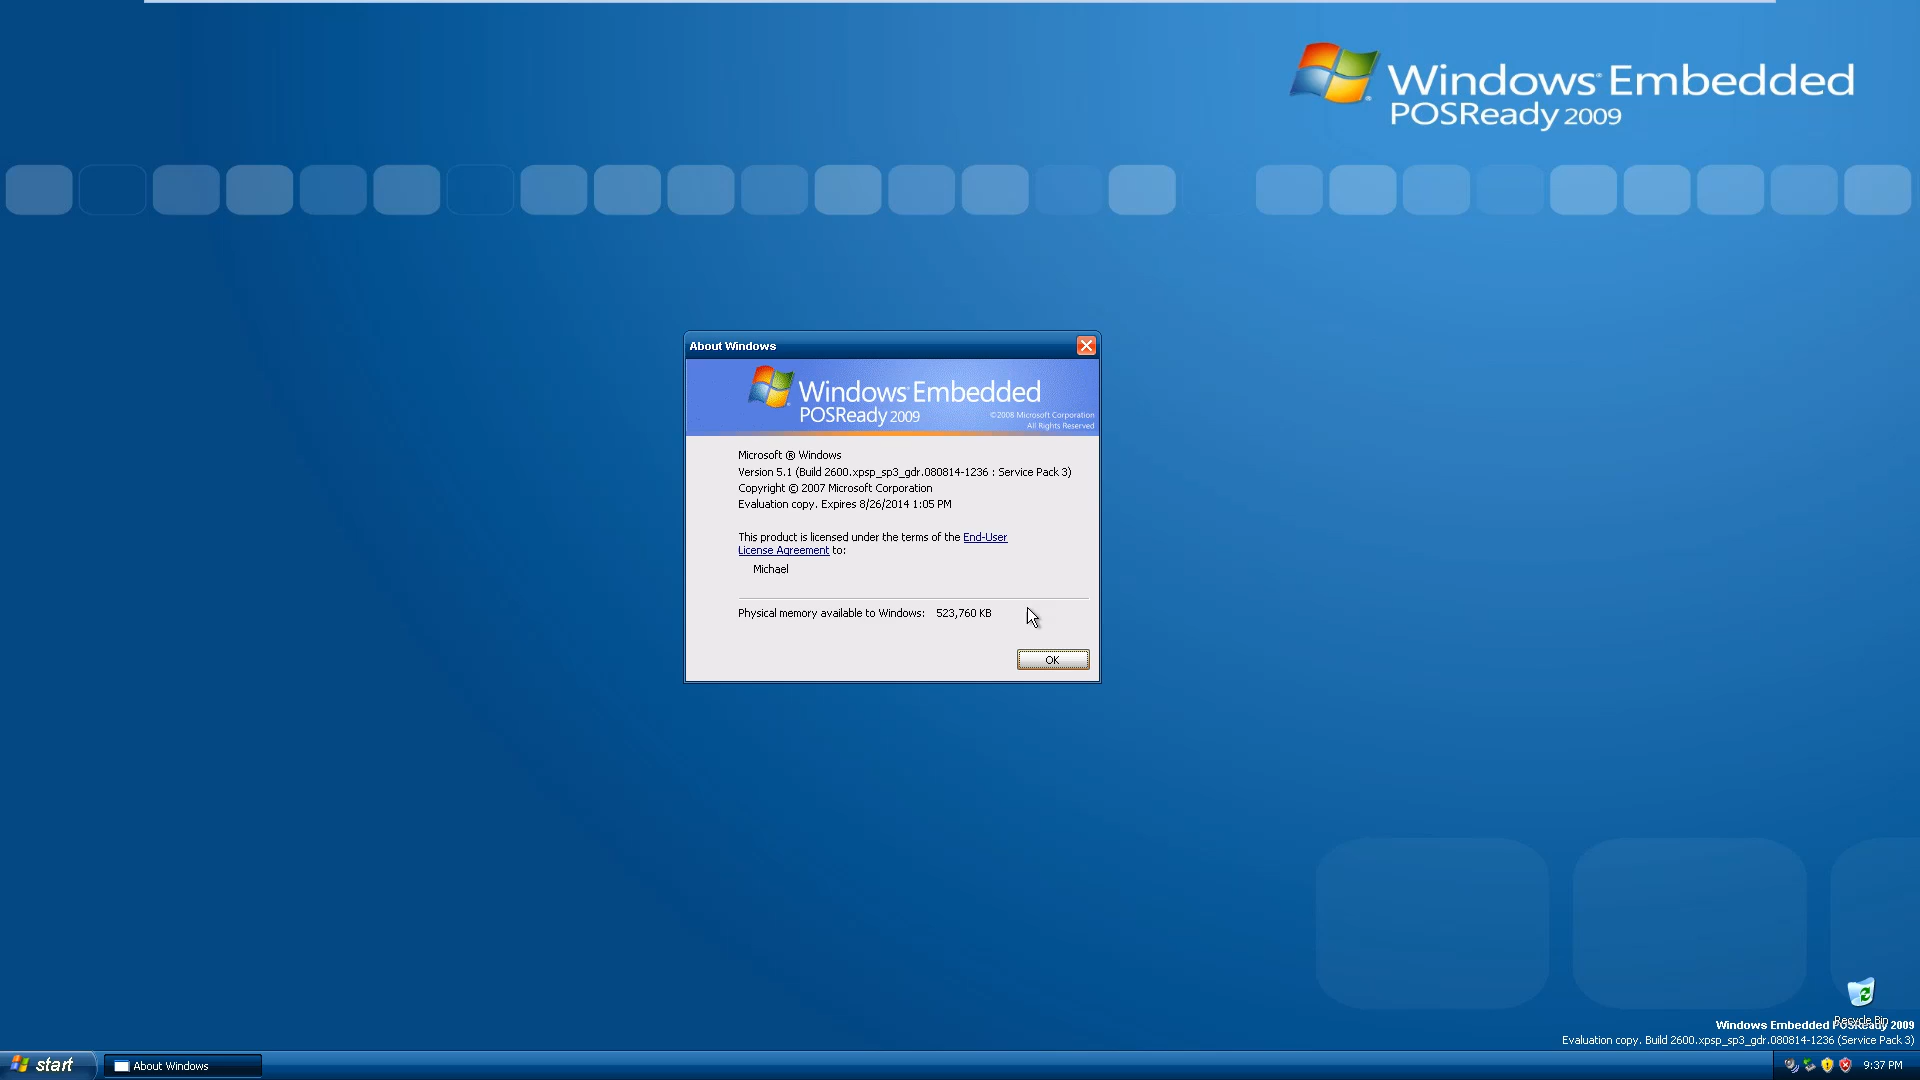 Windows® Embedded
POSReady 2009
About Windows
Windows® Embedded
POSReady 2009
©2008 Microsoft Corporation
All Rights Reserved
Microsoft ® Windows
Version 5.1 (Build 2600.xpsp_sp3_gdr.080814-1236 : Service Pack 3)
Copyright © 2007 Microsoft Corporation
Evaluation copy. Expires 8/26/2014 1:05 PM
This product is licensed under the terms of the End-User
License Agreement to:
Michael
Physical memory available to Windows: 523,760 KB
OK
Recycle Bin
Windows Embedded POSReady 2009
Evaluation copy. Build 2600.xpsp_sp3_gdr.080814-1236 (Service Pack 3)
start
About Windows
9:37 PM